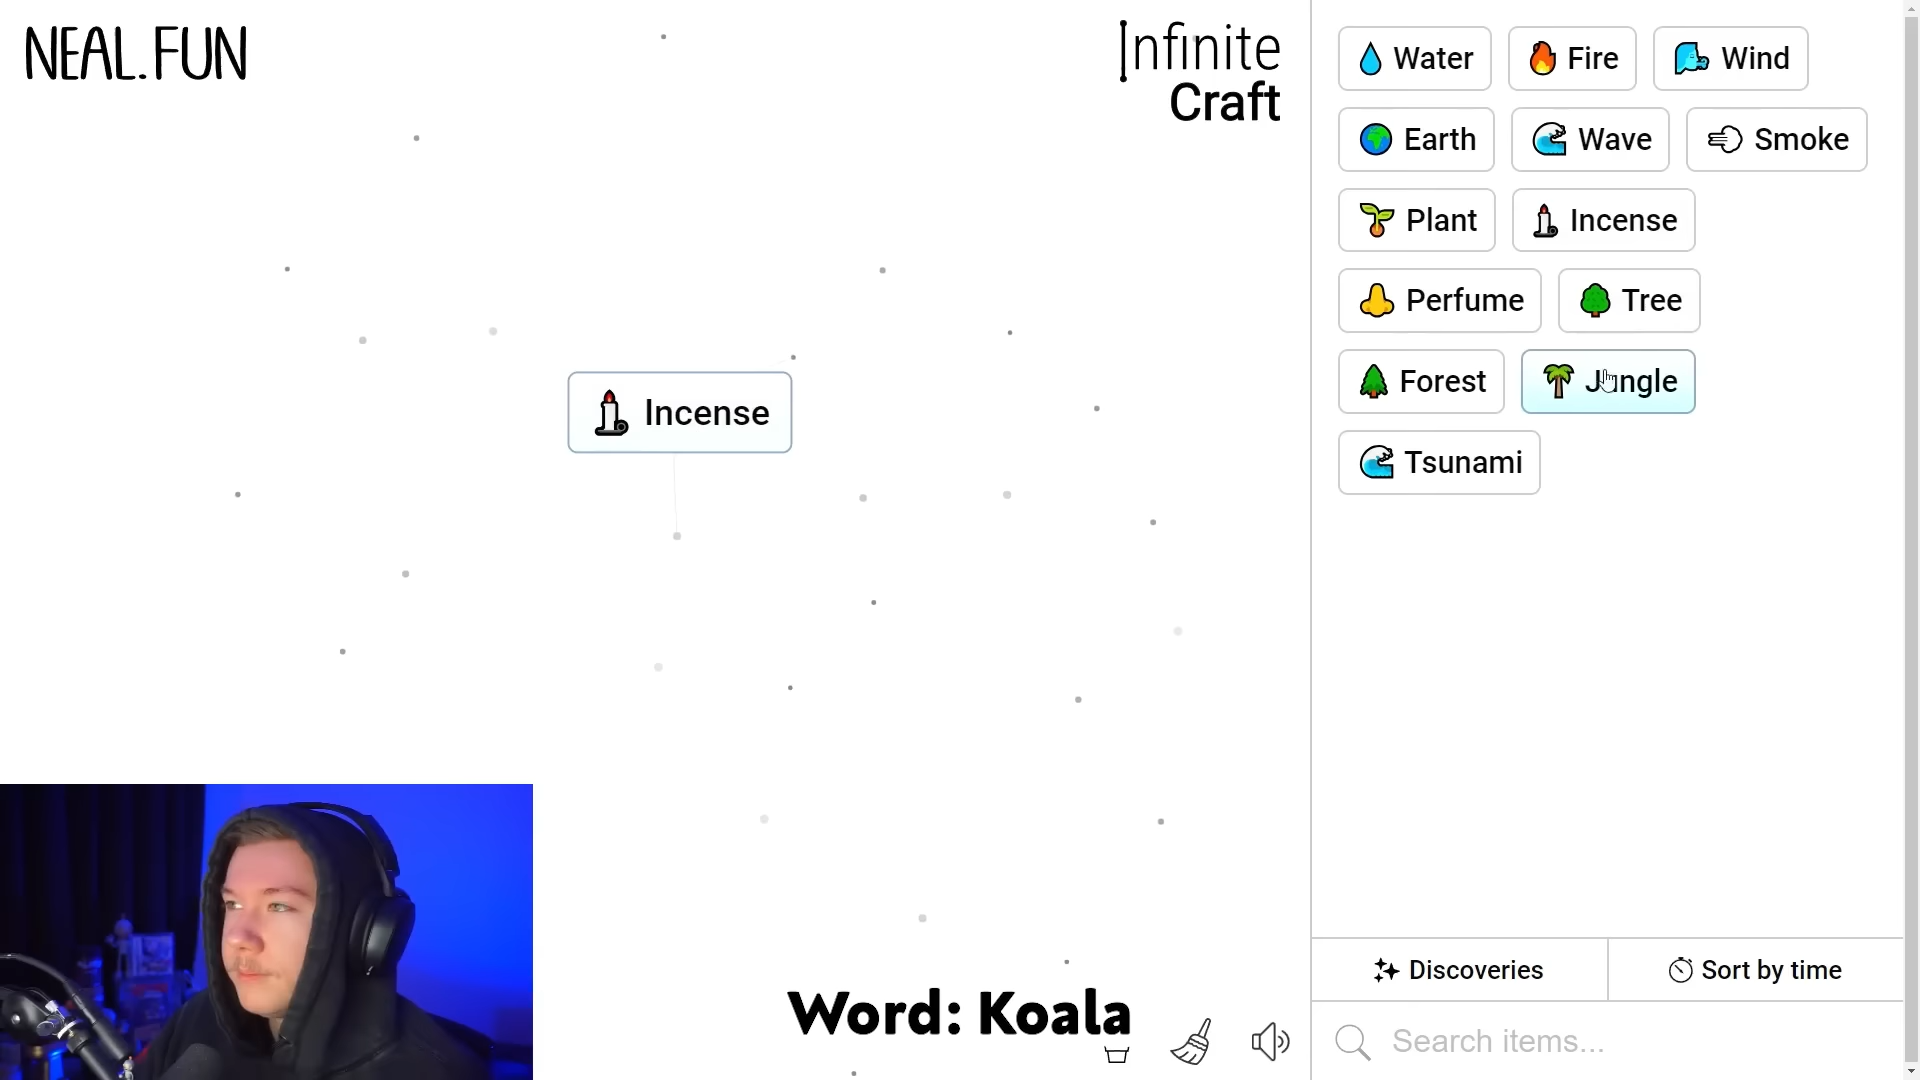 NEAL.FUN
Infinite
Craft
Water
Fire
Wind
Earth
Wave
Smoke
Plant
Incense
Perfume
Tree
Forest
Jungle
Tsunami
Incense
Word: Koala
Discoveries
Sort by time
Search items...